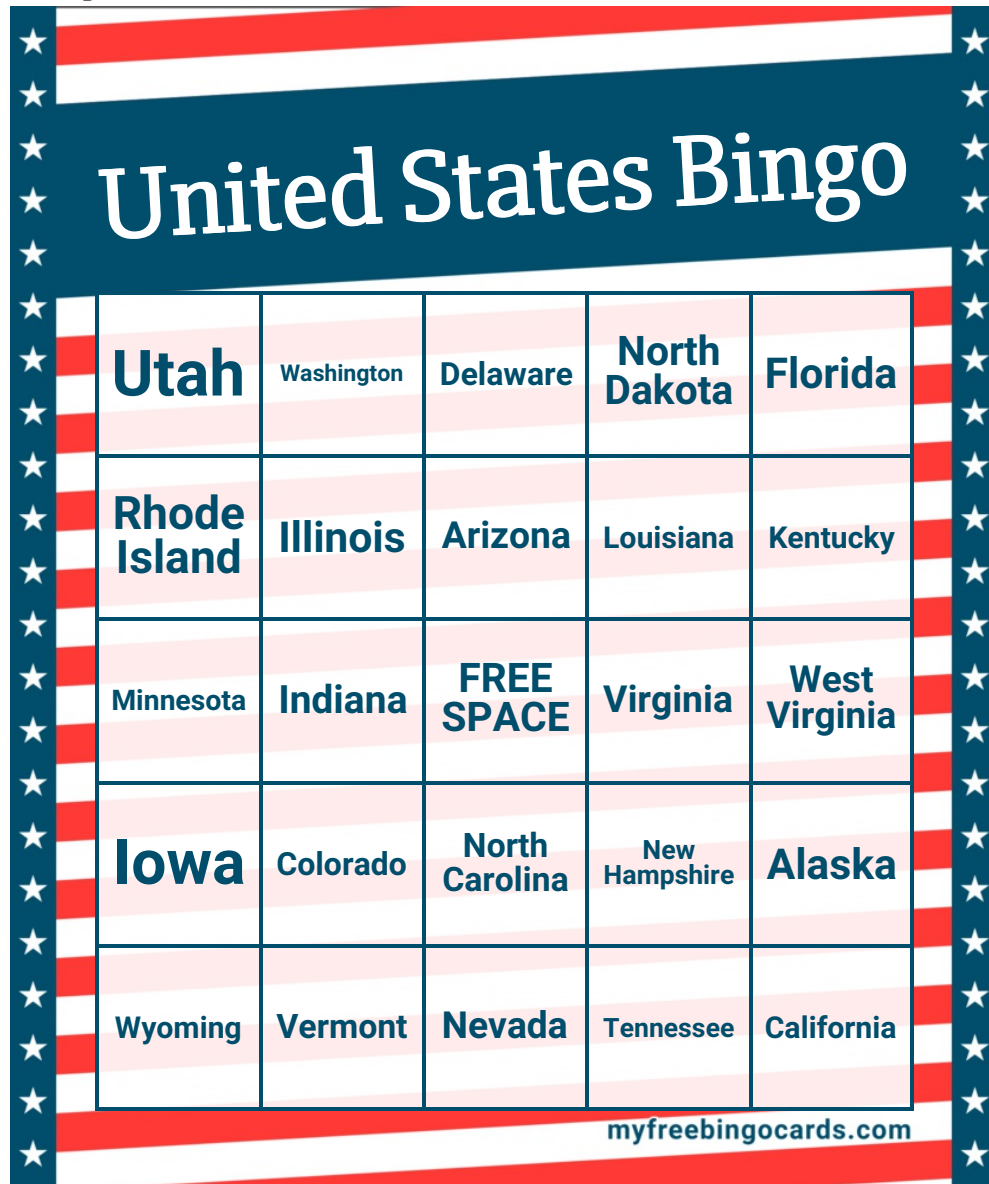 United States Bingo
Utah
Washington
Delaware
North
Dakota
Florida
Rhode
Island
Illinois
Arizona
Louisiana
Kentucky
Minnesota
Indiana
FREE
SPACE
Virginia
West
Virginia
Iowa
Colorado
North
Carolina
New
Hampshire
Alaska
Wyoming
Vermont
Nevada
Tennessee
California
myfreebingocards.com